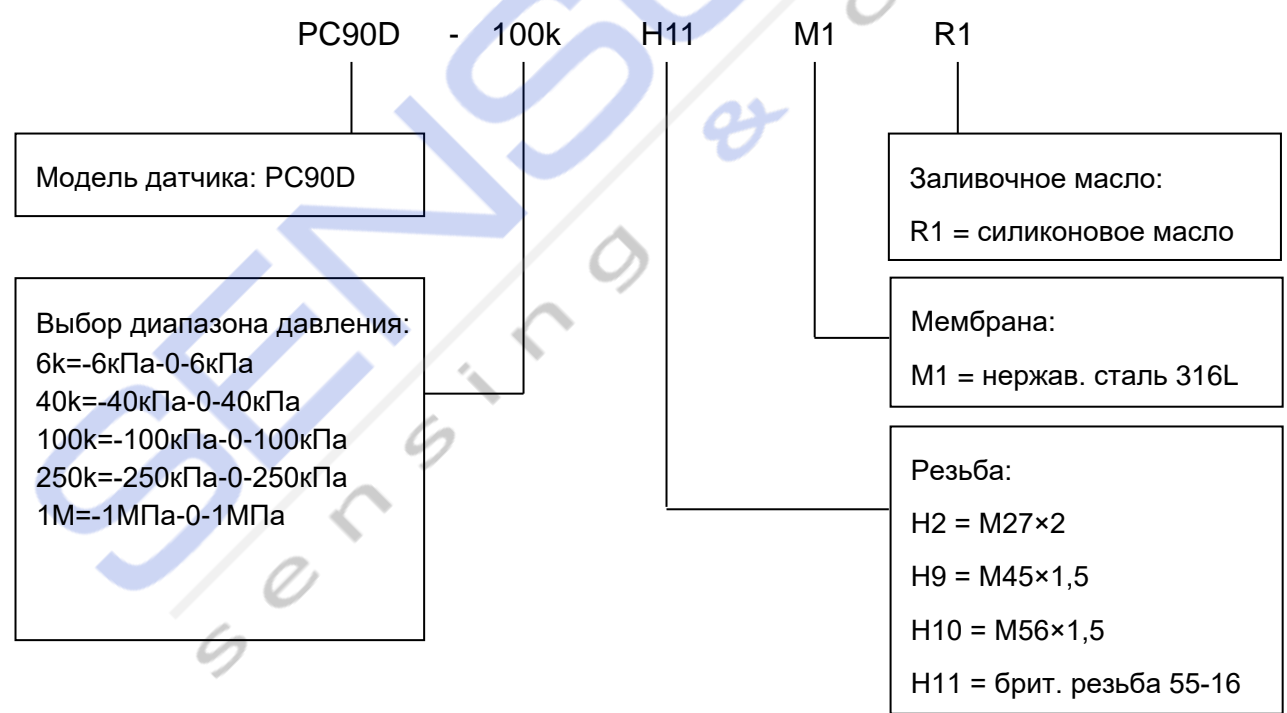 PC90D - 100k H11 M1 R1
Модель датчика: PC90D
Выбор диапазона давления:
6k=-6кПа-0-6кПа
40k=-40кПа-0-40кПа
100k=-100кПа-0-100кПа
250k=-250кПа-0-250кПа
1M=-1МПа-0-1МПа
Заливочное масло:
R1 = силиконовое масло
Мембрана:
M1 = нержав. сталь 316L
Резьба:
H2 = M27×2
H9 = M45×1,5
H10 = M56×1,5
H11 = брит. резьба 55-16
SENSO
sensing &